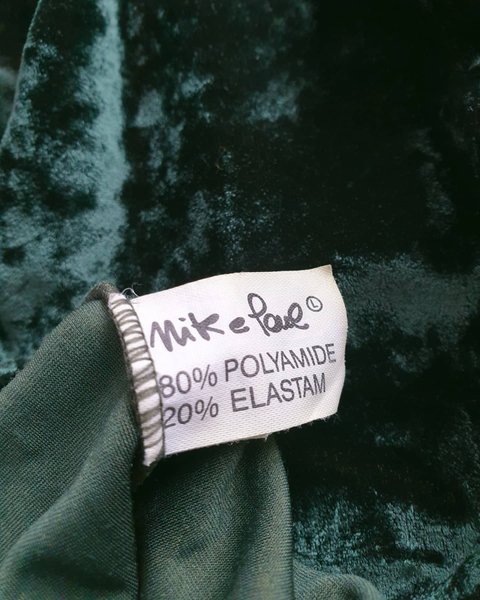 Mik e Paul Ⓛ
80% POLYAMIDE
20% ELASTAM